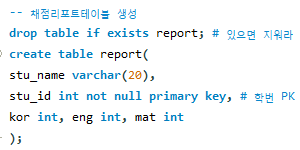 -- 채점리포트테이블 생성
drop table if exists report; # 있으면 지워라
create table report(
stu_name varchar(20),
stu_id int not null primary key, # 학번 PK
kor int, eng int, mat int
);